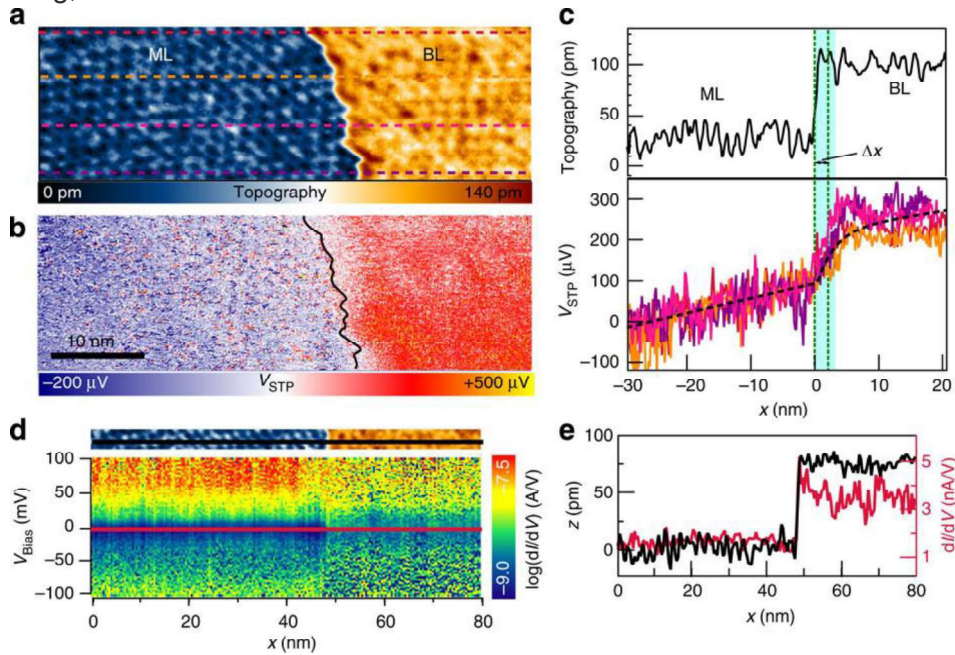 g,
a
ML
BL
0 pm
Topography
140 pm
b
10 nm
−200 μV
V_STP
+500 μV
c
Topography (pm)
100
50
0
ML
BL
Δx
V_STP (μV)
300
200
100
0
−100
−30
−20
−10
0
10
20
x (nm)
d
V_Bias (mV)
100
50
0
−50
−100
0
20
40
60
80
x (nm)
−7.5
−9.0
log(dI/dV) (A/V)
e
z (pm)
100
50
0
5
3
1
dI/dV (nA/V)
0
20
40
60
80
x (nm)